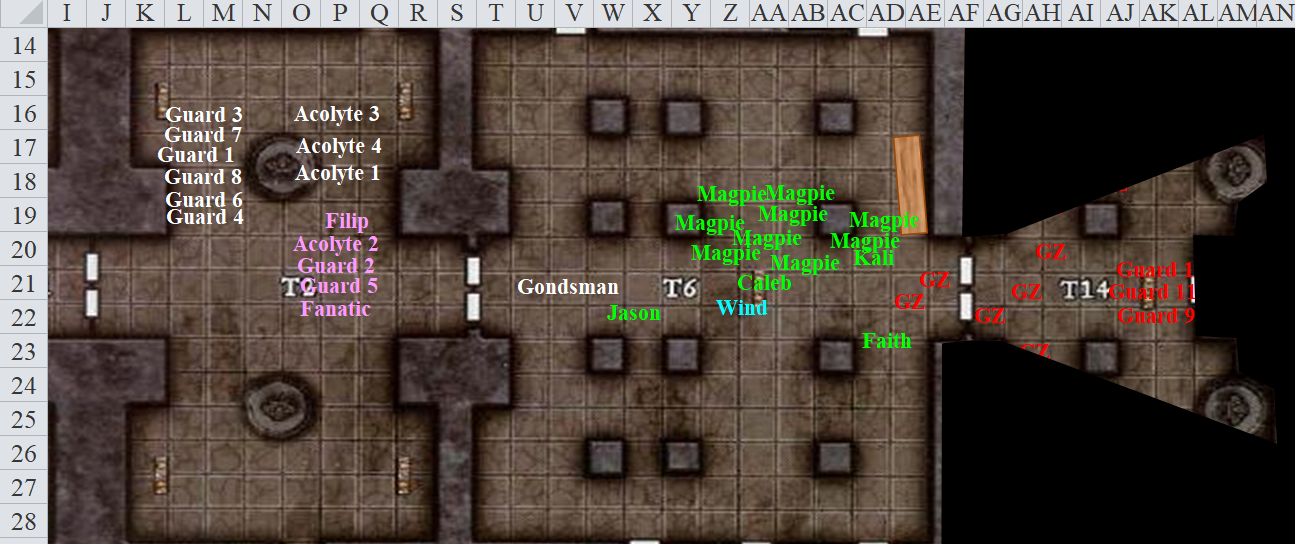 I J K L M N O P Q R S T U V W X Y Z AA AB AC AD AE AF AG AH AI AJ AK AL AM AN
14
15
16 Guard 3 Acolyte 3
17 Guard 7 Acolyte 4
Guard 1
18 Guard 8 Acolyte 1 Magpie Magpie
Guard 6 Magpie
19 Guard 4 Filip Magpie Magpie
20 Acolyte 2 Magpie Magpie GZ
Guard 2 Magpie Magpie Kali Guard 1
21 Guard 5 Gondsman T6 Caleb GZ GZ T14 Guard 11
22 Fanatic Jason Wind GZ GZ Guard 9
23 Faith GZ
24
25
26
27
28